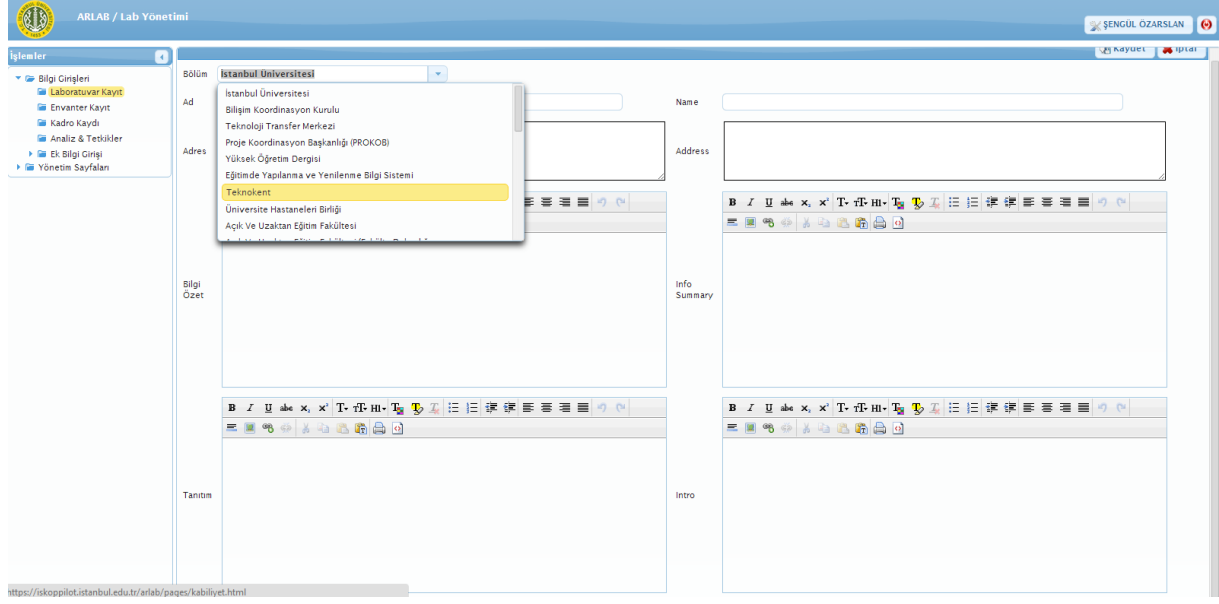 ARLAB / Lab Yönetimi
ŞENGÜL ÖZARSLAN
Kaydet
İptal
İşlemler
Bilgi Girişleri
Laboratuvar Kayıt
Envanter Kayıt
Kadro Kaydı
Analiz & Tetkikler
Ek Bilgi Girişi
Yönetim Sayfaları
Bölüm
İstanbul Üniversitesi
İstanbul Üniversitesi
Bilişim Koordinasyon Kurulu
Teknoloji Transfer Merkezi
Proje Koordinasyon Başkanlığı (PROKOB)
Yüksek Öğretim Dergisi
Eğitimde Yapılanma ve Yenilenme Bilgi Sistemi
Teknokent
Üniversite Hastaneleri Birliği
Açık Ve Uzaktan Eğitim Fakültesi
Ad
Name
Adres
Address
Bilgi
Özet
Info
Summary
Tanıtım
Intro
https://iskoppilot.istanbul.edu.tr/arlab/pages/kabiliyet.html